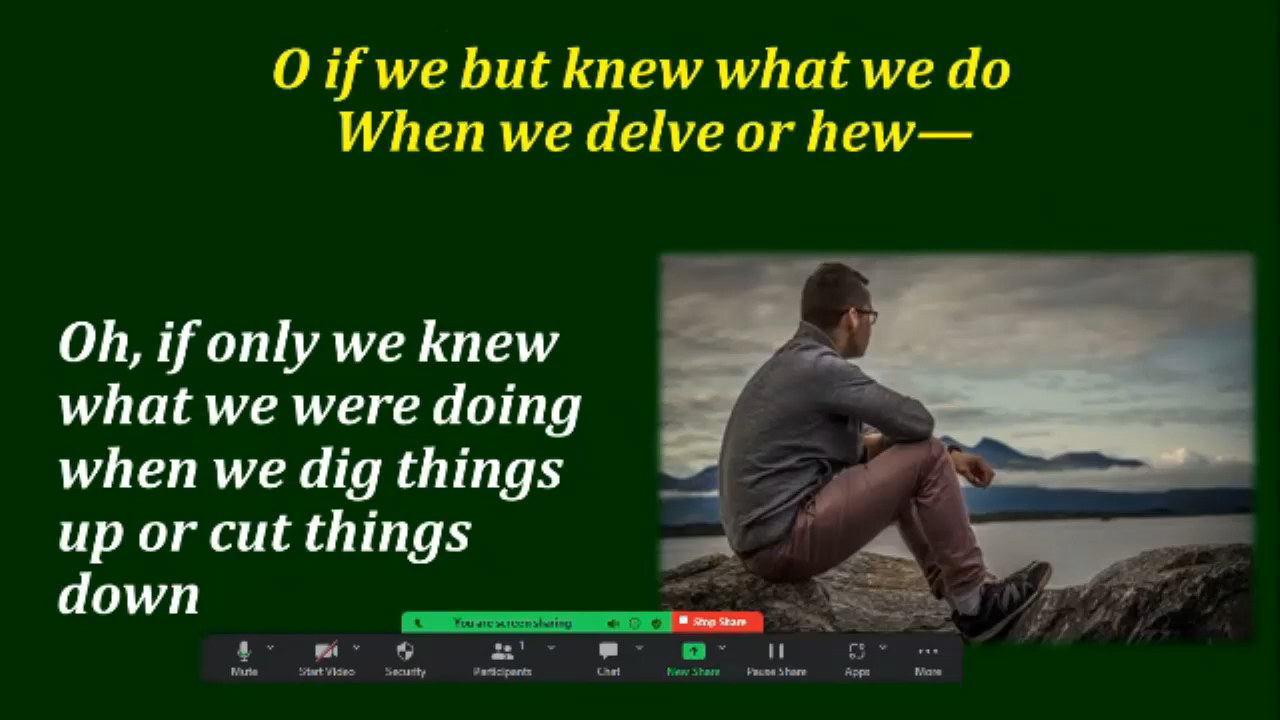 O if we but knew what we do
When we delve or hew—
Oh, if only we knew
what we were doing
when we dig things
up or cut things
down
You are screen sharing
Stop Share
Mute
Start Video
Security
Participants
1
Chat
New Share
Pause Share
Apps
More